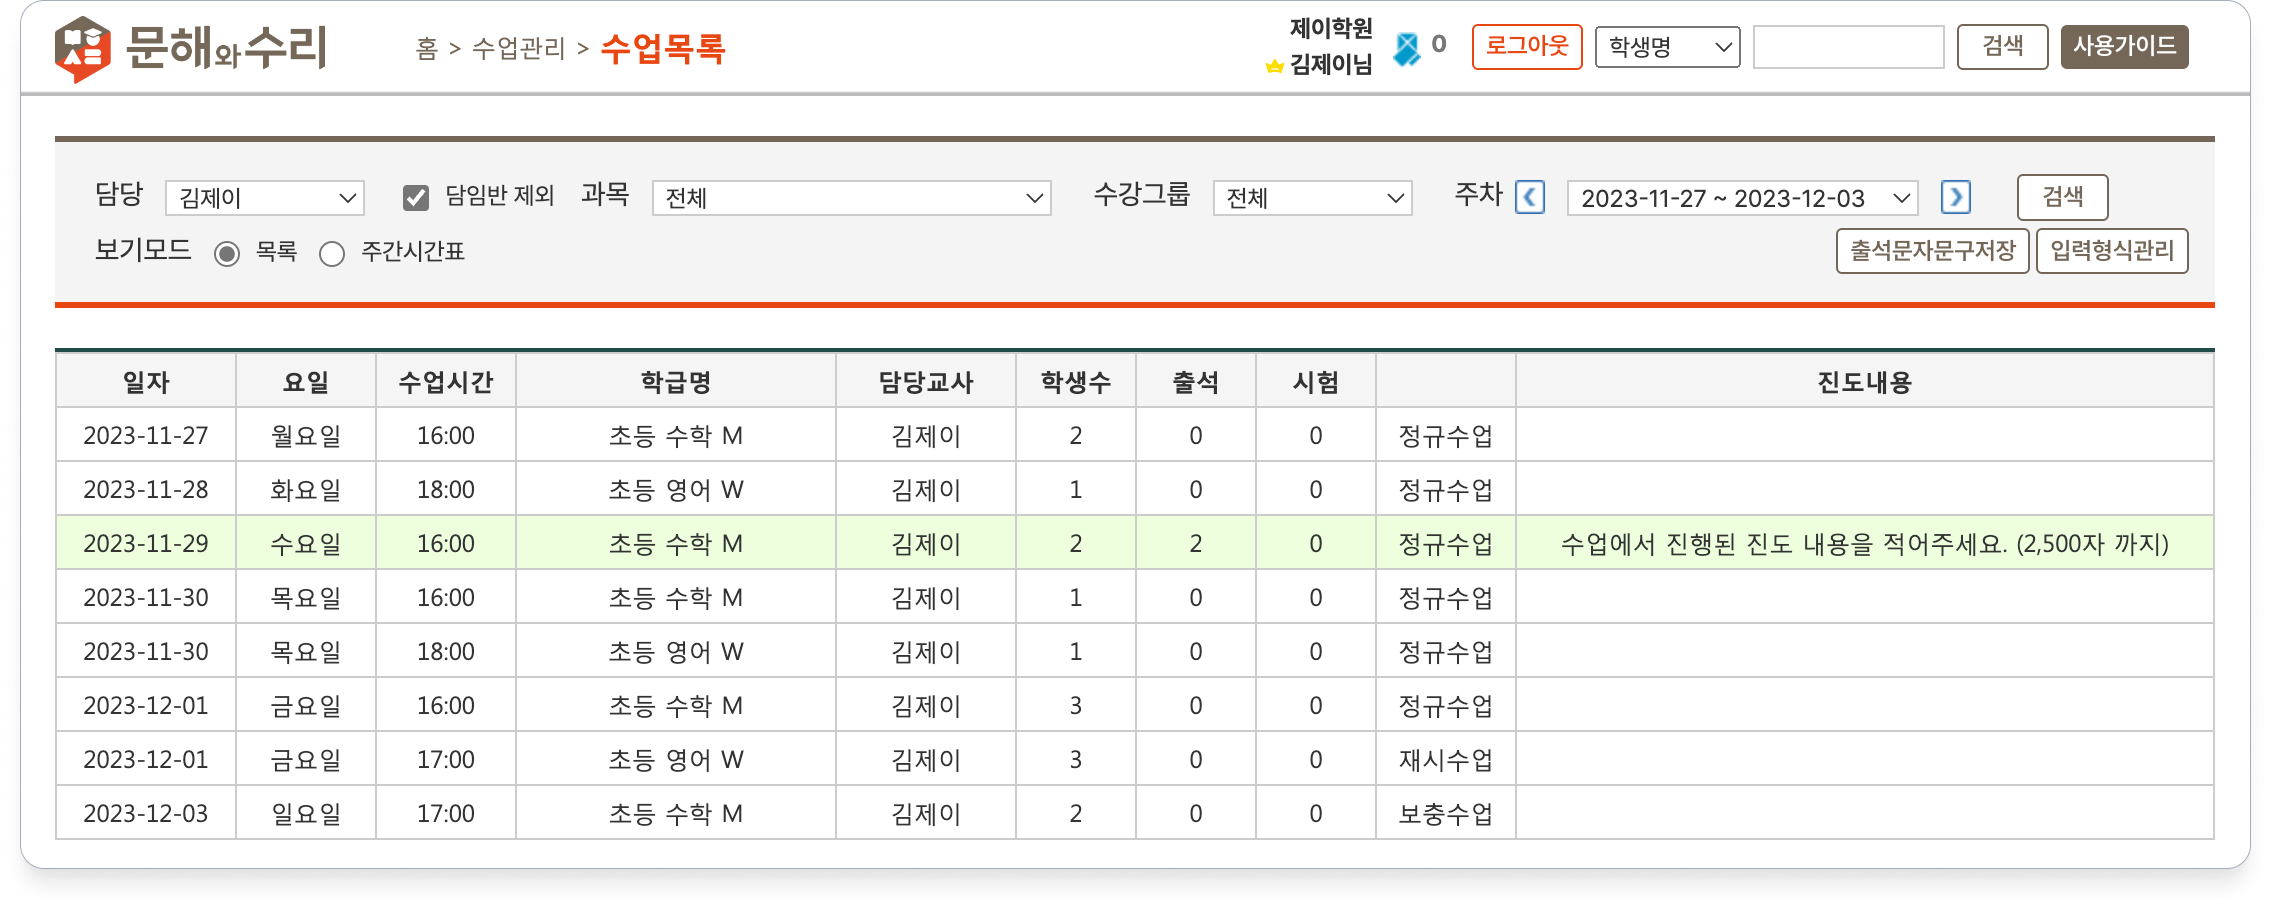 문해와수리
홈 > 수업관리 > 수업목록
제이학원
김제이님
0
로그아웃
학생명
검색
사용가이드
담당 김제이 담임반 제외 과목 전체 수강그룹 전체 주차 2023-11-27 ~ 2023-12-03 검색
보기모드 목록 주간시간표 출석문자문구저장 입력형식관리
일자 요일 수업시간 학급명 담당교사 학생수 출석 시험 진도내용
2023-11-27 월요일 16:00 초등 수학 M 김제이 2 0 0 정규수업
2023-11-28 화요일 18:00 초등 영어 W 김제이 1 0 0 정규수업
2023-11-29 수요일 16:00 초등 수학 M 김제이 2 2 0 정규수업 수업에서 진행된 진도 내용을 적어주세요. (2,500자 까지)
2023-11-30 목요일 16:00 초등 수학 M 김제이 1 0 0 정규수업
2023-11-30 목요일 18:00 초등 영어 W 김제이 1 0 0 정규수업
2023-12-01 금요일 16:00 초등 수학 M 김제이 3 0 0 정규수업
2023-12-01 금요일 17:00 초등 영어 W 김제이 3 0 0 재시수업
2023-12-03 일요일 17:00 초등 수학 M 김제이 2 0 0 보충수업